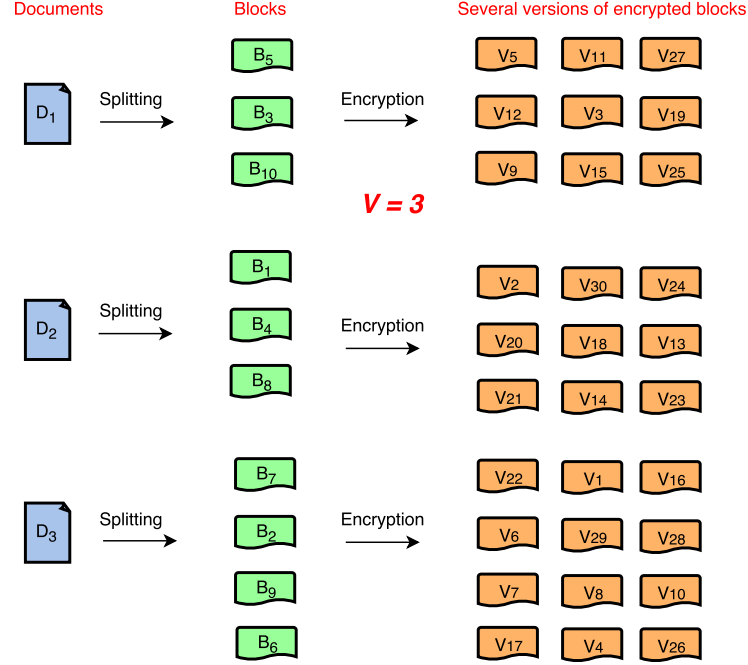 Documents Blocks Several versions of encrypted blocks
B5 V5 V11 V27
D1 Splitting B3 Encryption V12 V3 V19
B10 V9 V15 V25
V = 3
B1 V2 V30 V24
D2 Splitting B4 Encryption V20 V18 V13
B8 V21 V14 V23
B7 V22 V1 V16
D3 Splitting B2 Encryption V6 V29 V28
B9 V7 V8 V10
B6 V17 V4 V26